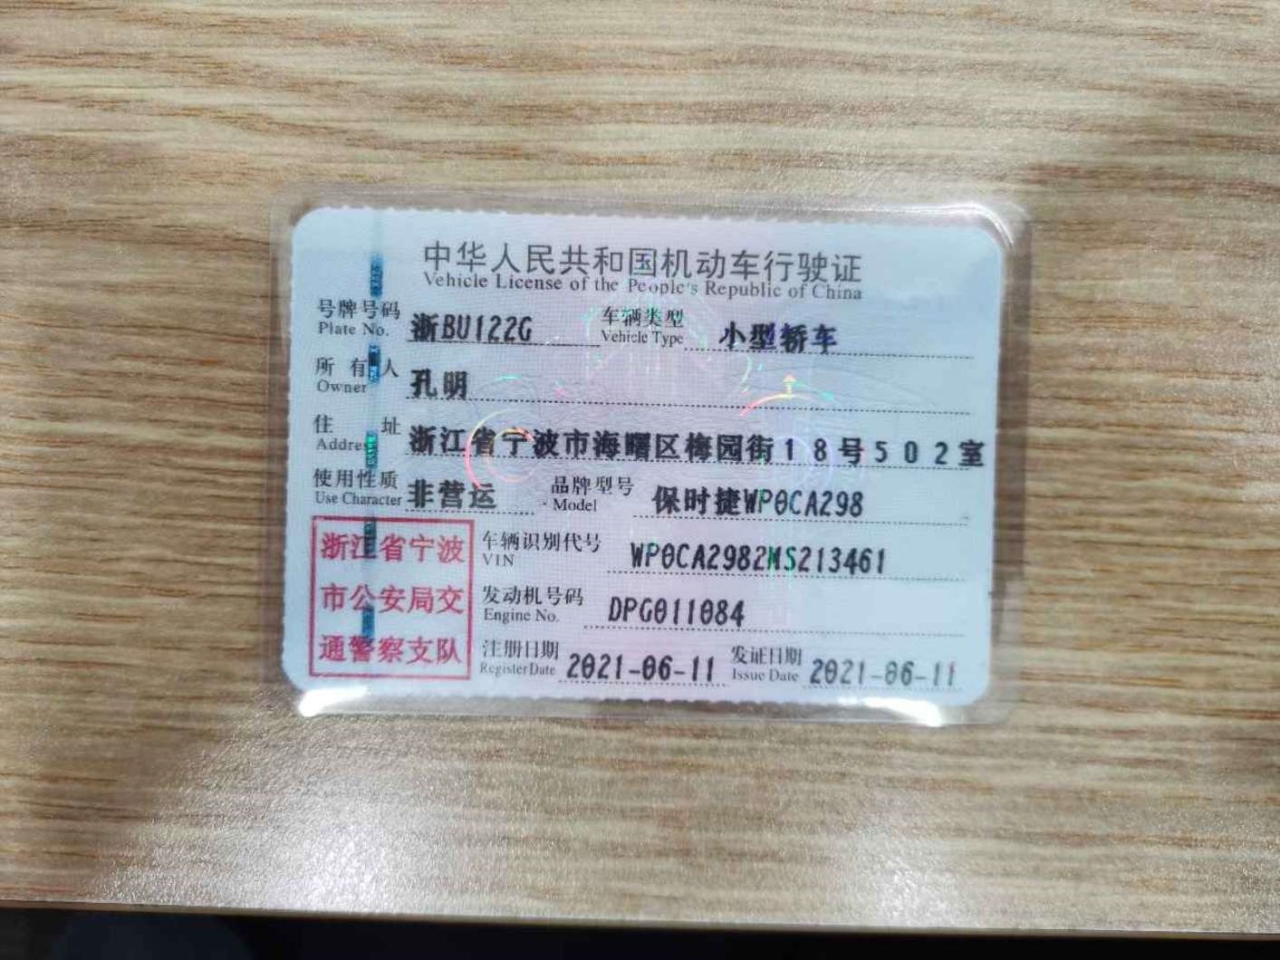 中华人民共和国机动车行驶证
Vehicle License of the People's Republic of China
号牌号码 浙BU122G 车辆类型 小型轿车
Plate No. Vehicle Type
所有人 孔明
Owner
住址 浙江省宁波市海曙区梅园街18号502室
Address
使用性质 非营运 品牌型号 保时捷WP0CA298
Use Character Model
浙江省宁波
市公安局交
通警察支队
车辆识别代号 WP0CA2982MS213461
VIN
发动机号码 DPG011084
Engine No.
注册日期 2021-06-11 发证日期 2021-06-11
Register Date Issue Date